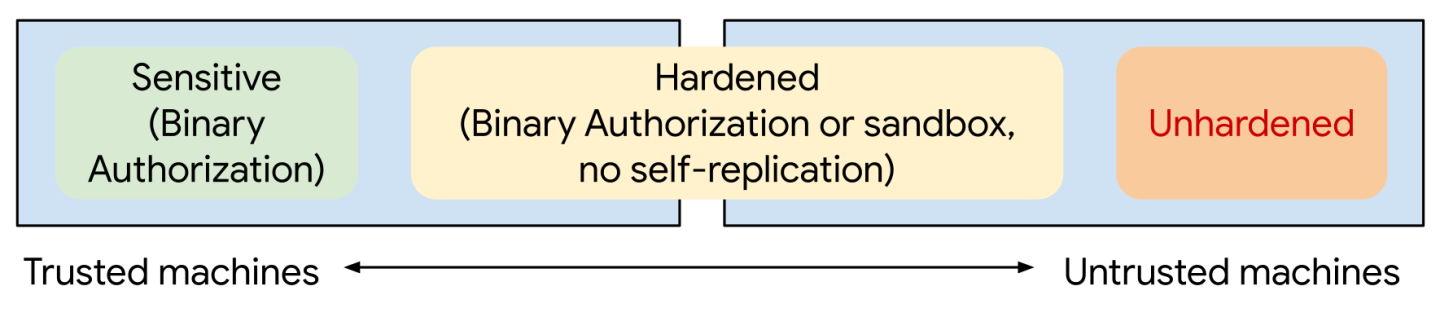 Sensitive
(Binary
Authorization)
Hardened
(Binary Authorization or sandbox,
no self-replication)
Unhardened
Trusted machines
Untrusted machines